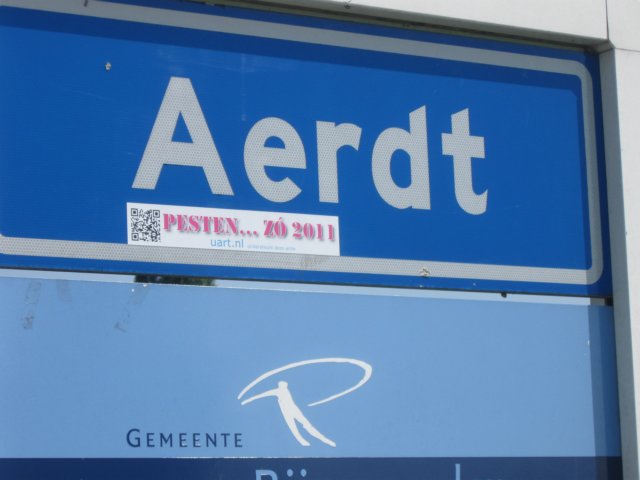 Aerdt
PESTEN... ZÓ 2011
uart.nl
GEMEENTE